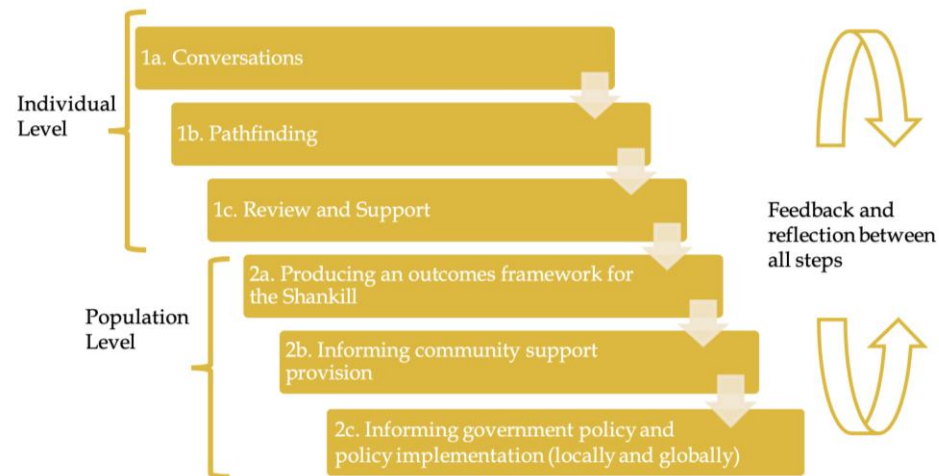 Individual
Level
1a. Conversations
1b. Pathfinding
1c. Review and Support
Population
Level
2a. Producing an outcomes framework for
the Shankill
2b. Informing community support
provision
2c. Informing government policy and
policy implementation (locally and globally)
Feedback and
reflection between
all steps